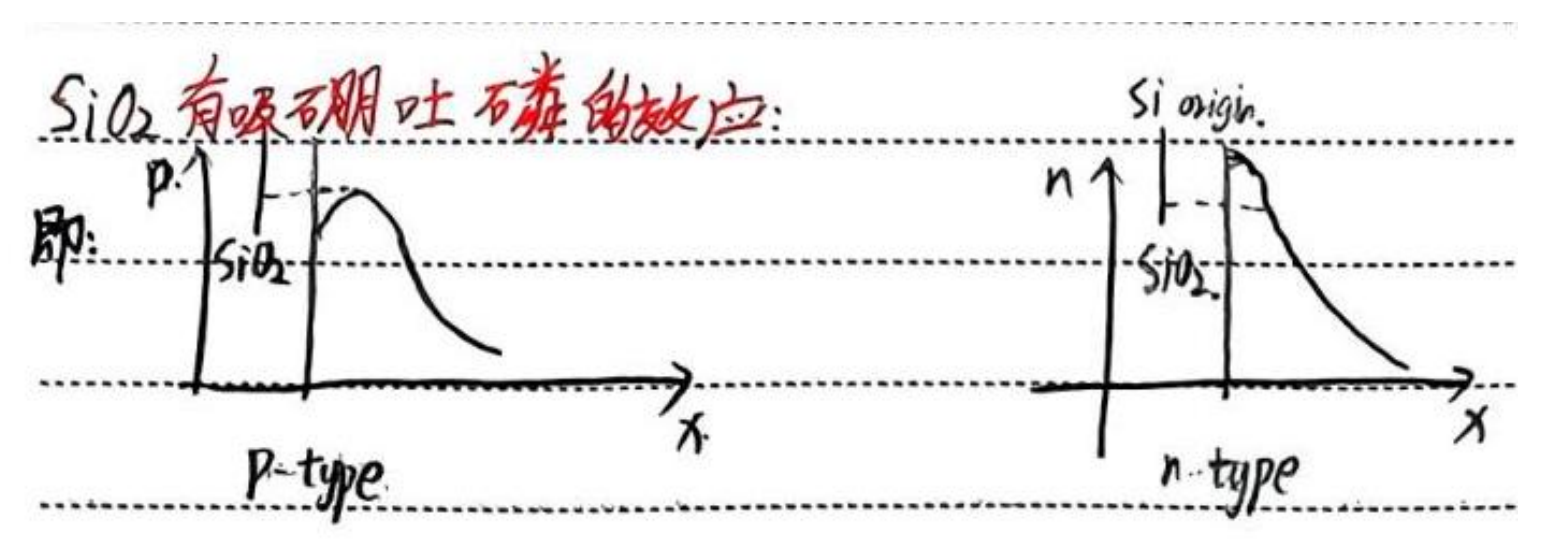 SiO2 有吸硼吐磷的效应:
Si origin.
即:
p.
SiO2
x.
p-type.
n
SiO2.
x
n-type